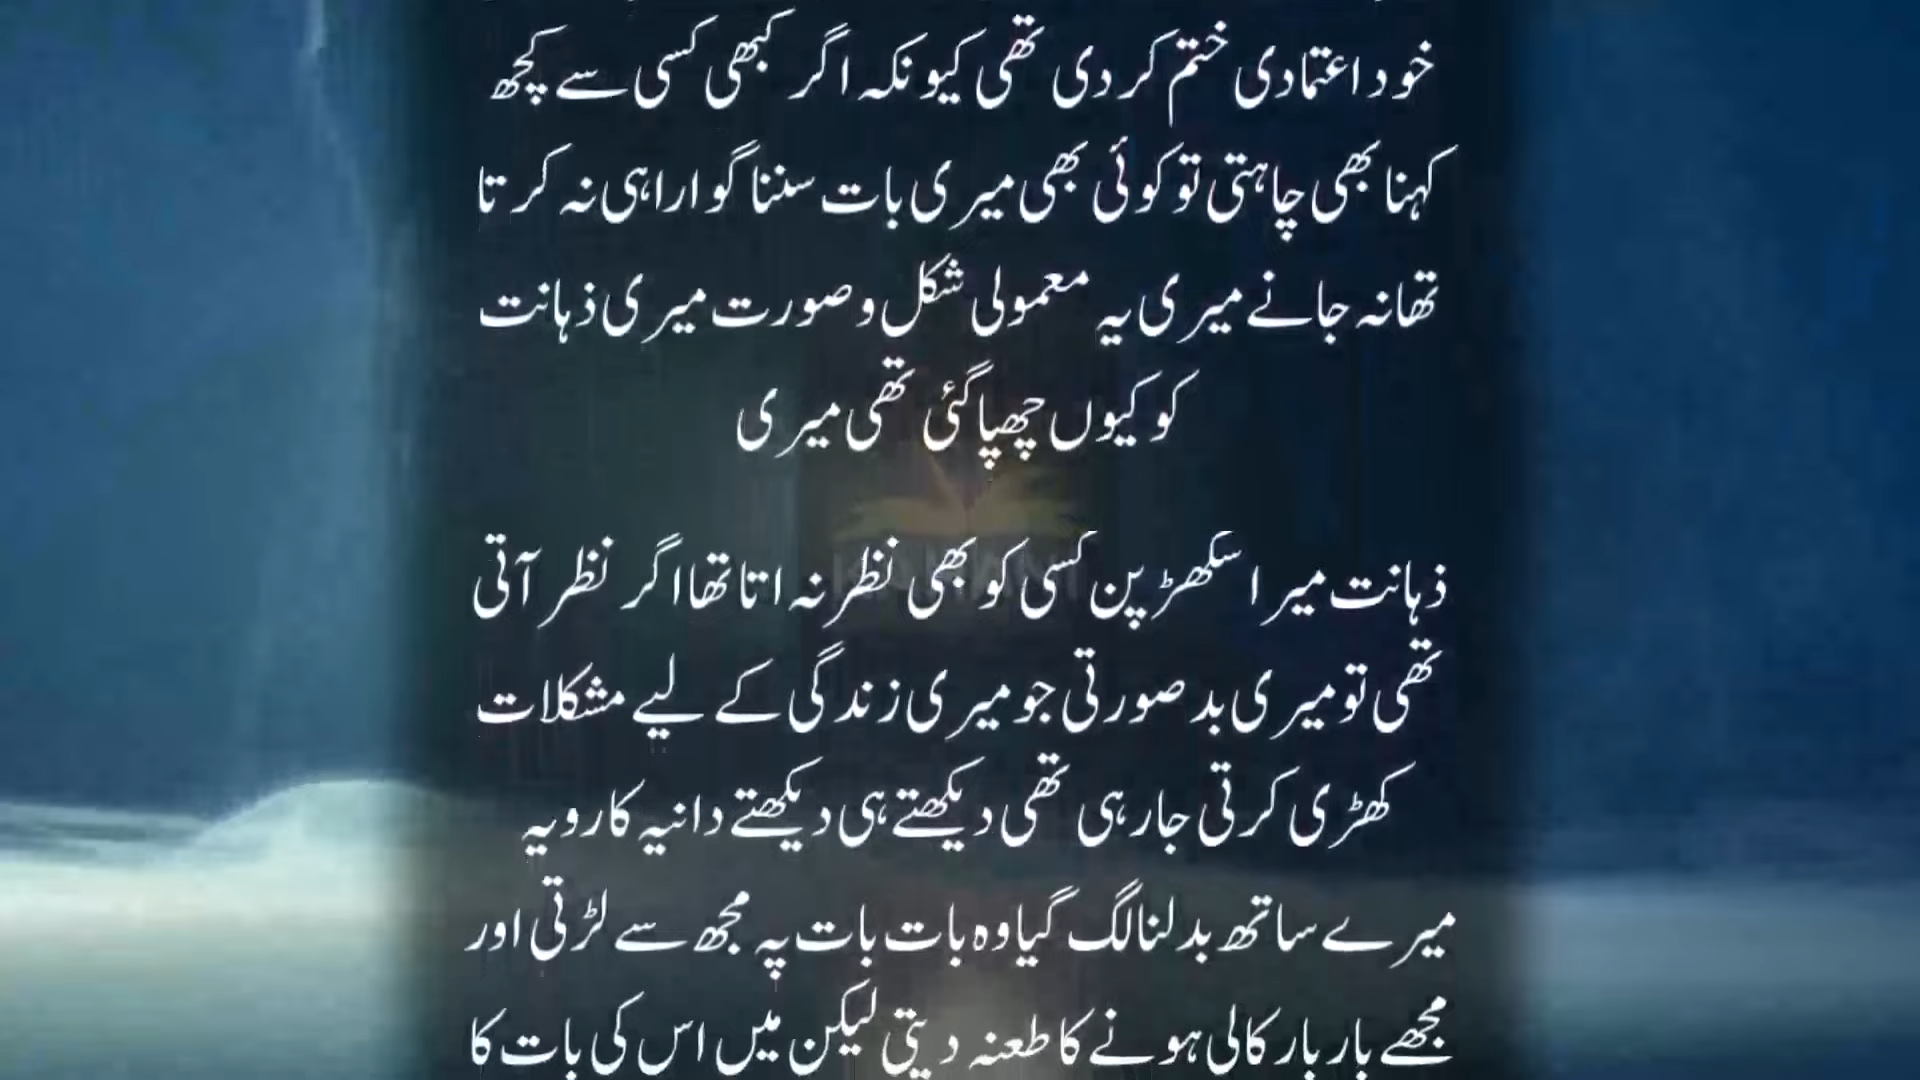 خود اعتمادی ختم کر دی تھی کیونکہ اگر کبھی کسی سے کچھ
کہنا بھی چاہتی تو کوئی بھی میری بات سننا گوارا ہی نہ کرتا
تھا نہ جانے میری یہ معمولی شکل و صورت میری ذہانت
کو کیوں چھپا گئی تھی میری
ذہانت میرا سکھڑ پن کسی کو بھی نظر نہ اتا تھا اگر نظر آتی
تھی تو میری بد صورتی جو میری زندگی کے لیے مشکلات
کھڑی کرتی جا رہی تھی دیکھتے ہی دیکھتے دانیہ کا رویہ
میرے ساتھ بدلنا لگ گیا وہ بات بات پہ مجھ سے لڑتی اور
مجھے بار بار کالی ہونے کا طعنہ دیتی لیکن میں اس کی بات کا